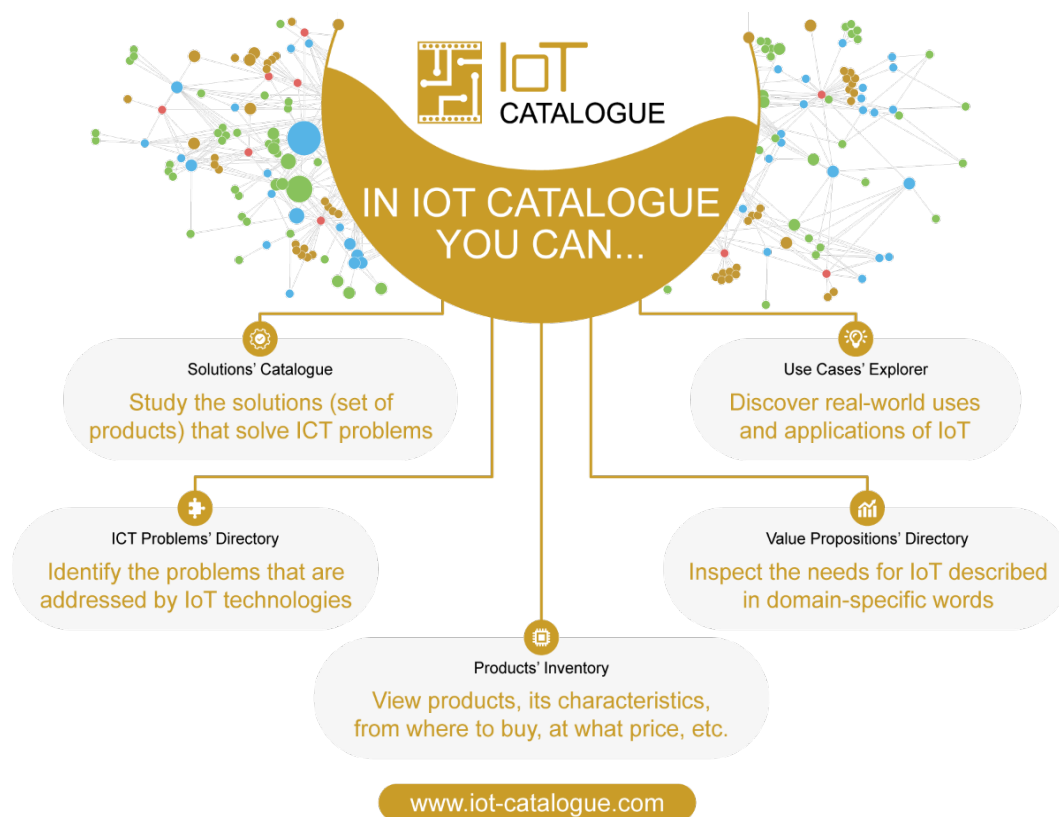 IoT
CATALOGUE
IN IOT CATALOGUE
YOU CAN...
Solutions’ Catalogue
Study the solutions (set of
products) that solve ICT problems
Use Cases’ Explorer
Discover real-world uses
and applications of IoT
ICT Problems’ Directory
Identify the problems that are
addressed by IoT technologies
Value Propositions’ Directory
Inspect the needs for IoT described
in domain-specific words
Products’ Inventory
View products, its characteristics,
from where to buy, at what price, etc.
www.iot-catalogue.com